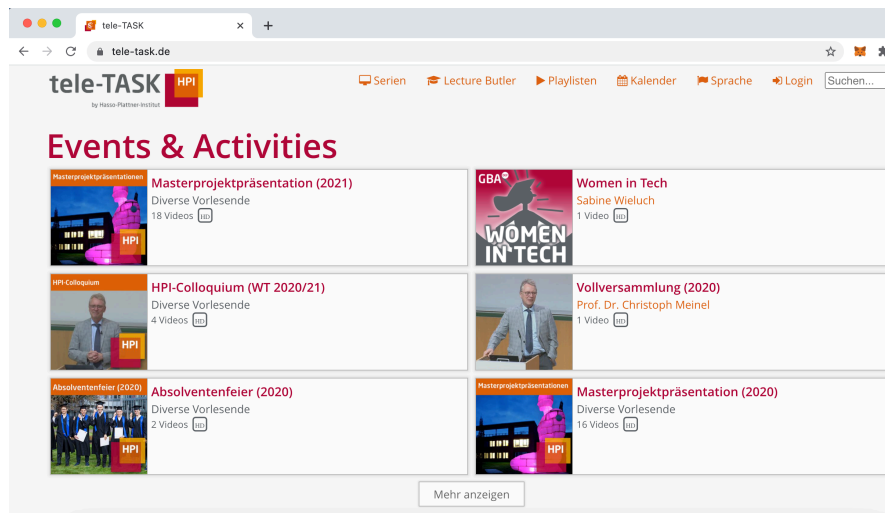 tele-TASK
tele-task.de
tele-TASK HPI
by Hasso-Plattner-Institut
Serien Lecture Butler Playlisten Kalender Sprache Login Suchen...
Events & Activities
Masterprojektpräsentationen
HPI
Masterprojektpräsentation (2021)
Diverse Vorlesende
18 Videos HD
GBA
WOMEN
IN TECH
Women in Tech
Sabine Wieluch
1 Video HD
HPI-Colloquium
HPI
HPI-Colloquium (WT 2020/21)
Diverse Vorlesende
4 Videos HD
Vollversammlung (2020)
Prof. Dr. Christoph Meinel
1 Video HD
Absolventenfeier (2020)
HPI
Absolventenfeier (2020)
Diverse Vorlesende
2 Videos HD
Masterprojektpräsentationen
HPI
Masterprojektpräsentation (2020)
Diverse Vorlesende
16 Videos HD
Mehr anzeigen